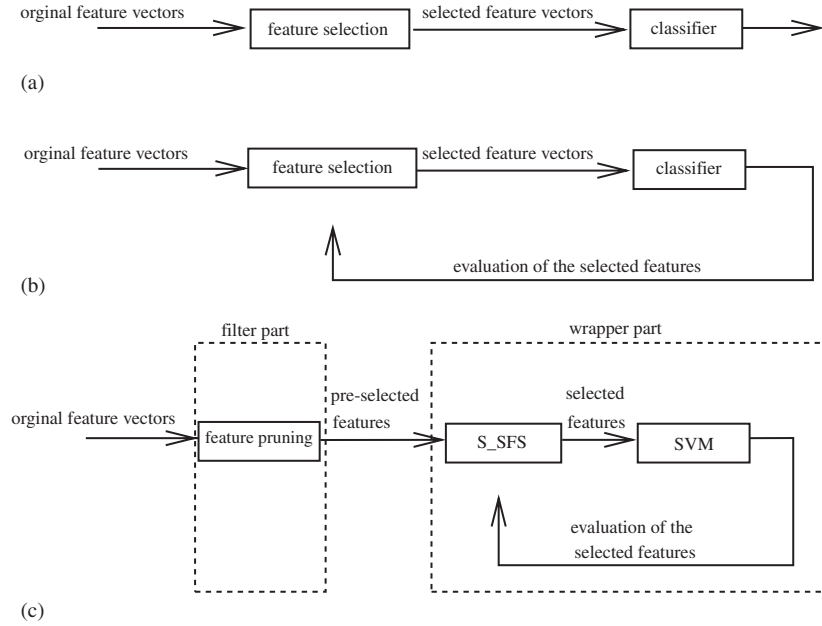 orginal feature vectors
feature selection
selected feature vectors
classifier
(a)
orginal feature vectors
feature selection
selected feature vectors
classifier
evaluation of the selected features
(b)
filter part
wrapper part
orginal feature vectors
feature pruning
pre-selected
features
S_SFS
selected
features
SVM
evaluation of the
selected features
(c)